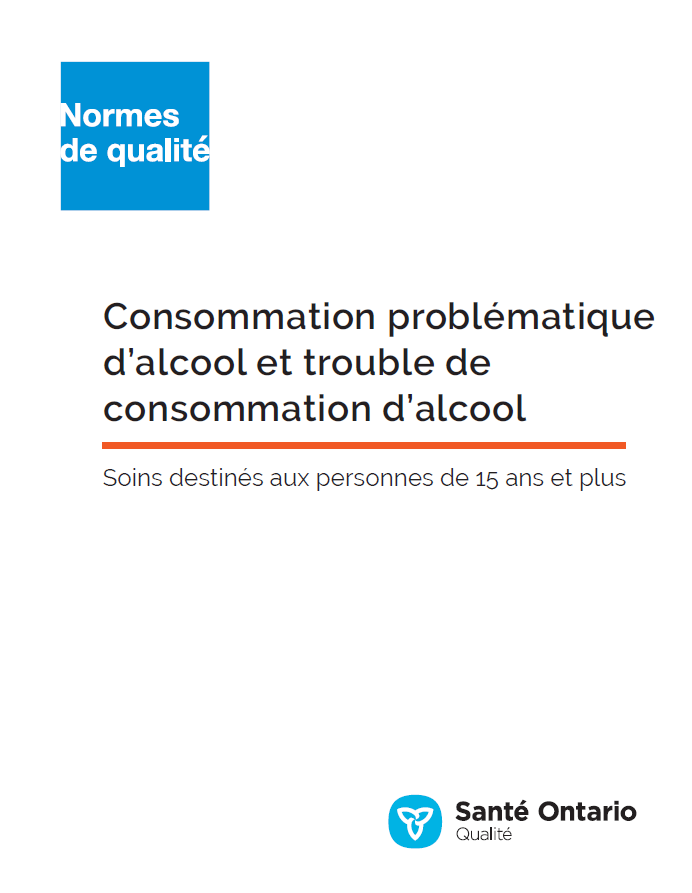 Normes
de qualité
Consommation problématique
d’alcool et trouble de
consommation d’alcool
Soins destinés aux personnes de 15 ans et plus
Santé Ontario
Qualité